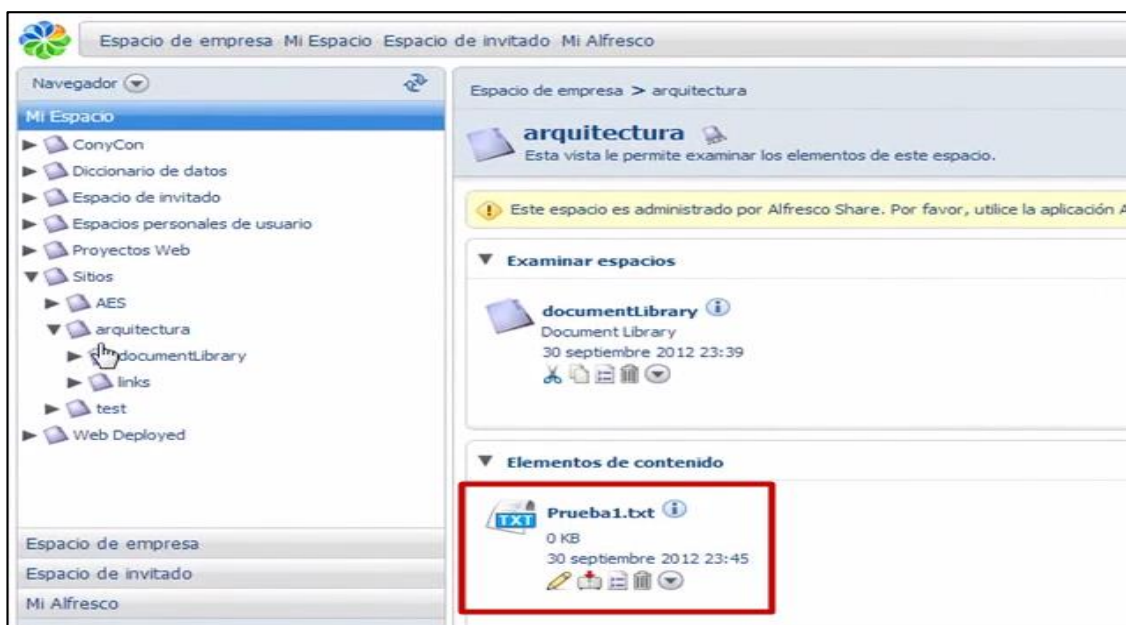 Espacio de empresa Mi Espacio Espacio de invitado Mi Alfresco
Navegador
Mi Espacio
ConyCon
Diccionario de datos
Espacio de invitado
Espacios personales de usuario
Proyectos Web
Sitios
AES
arquitectura
documentLibrary
links
test
Web Deployed
Espacio de empresa
Espacio de invitado
Mi Alfresco
Espacio de empresa > arquitectura
arquitectura
Esta vista le permite examinar los elementos de este espacio.
Este espacio es administrado por Alfresco Share. Por favor, utilice la aplicación A
Examinar espacios
documentLibrary
Document Library
30 septiembre 2012 23:39
Elementos de contenido
TXT
Prueba1.txt
0 KB
30 septiembre 2012 23:45